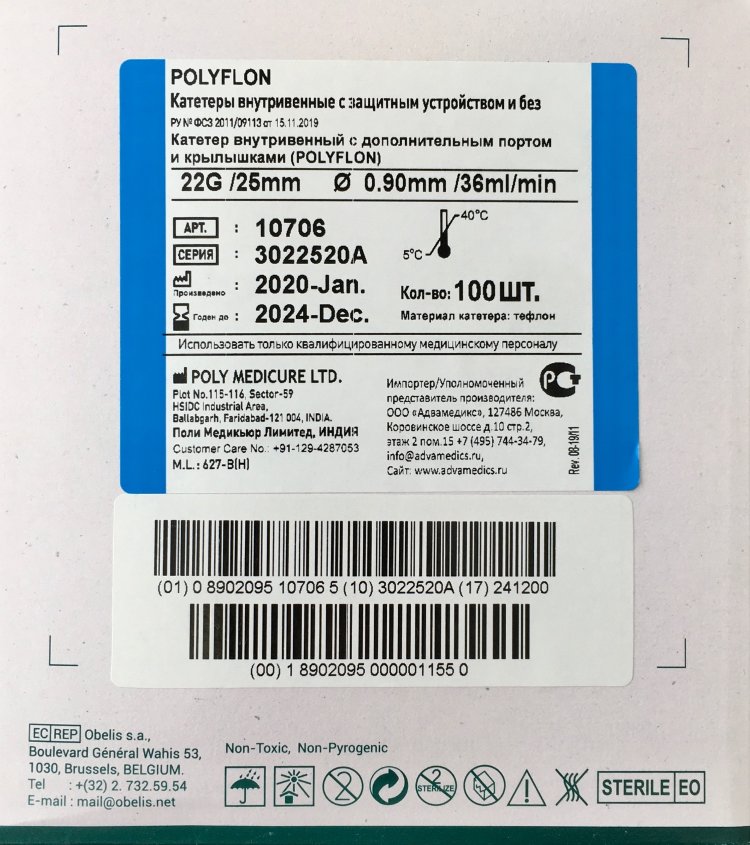 POLYFLON
Катетеры внутривенные с защитным устройством и без
РУ № ФСЗ 2011/09113 от 15.11.2019
Катетер внутривенный с дополнительным портом
и крылышками (POLYFLON)
22G /25mm Ø 0.90mm /36ml/min
АРТ. : 10706
СЕРИЯ : 3022520A
Произведено : 2020-Jan.
Годен до : 2024-Dec.
40°C
5°C
Кол-во: 100 ШТ.
Материал катетера: тефлон
Использовать только квалифицированному медицинскому персоналу
POLY MEDICURE LTD.
Plot No.115-116, Sector-59
HSIDC Industrial Area,
Ballabgarh, Faridabad-121 004, INDIA.
Поли Медикьюр Лимитед, ИНДИЯ
Customer Care No.: +91-129-4287053
M.L.: 627-B(H)
Импортер/Уполномоченный
представитель производителя:
ООО «Адвамедикс», 127486 Москва,
Коровинское шоссе д.10 стр.2,
этаж 2 пом.15 +7 (495) 744-34-79,
info@advamedics.ru,
Сайт: www.advamedics.ru
Rev. 08-19/11
(01) 0 8902095 10706 5 (10) 3022520A (17) 241200
(00) 1 8902095 000001155 0
EC REP Obelis s.a.,
Boulevard Général Wahis 53,
1030, Brussels, BELGIUM.
Tel : +(32) 2. 732.59.54
E-mail : mail@obelis.net
Non-Toxic, Non-Pyrogenic
2
2
STERILIZE
STERILE EO